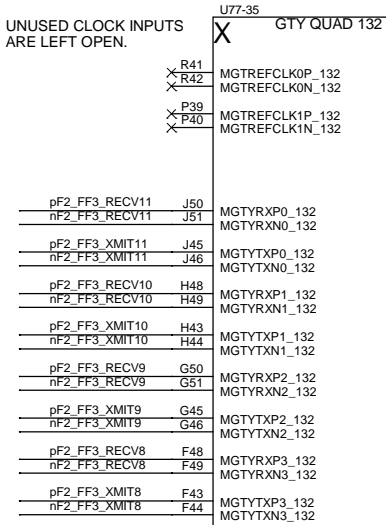 U77-35
UNUSED CLOCK INPUTS
ARE LEFT OPEN.
X GTY QUAD 132
R41 MGTREFCLK0P_132
R42 MGTREFCLK0N_132
P39 MGTREFCLK1P_132
P40 MGTREFCLK1N_132
pF2_FF3_RECV11 J50 MGTYRXP0_132
nF2_FF3_RECV11 J51 MGTYRXN0_132
pF2_FF3_XMIT11 J45 MGTYTXP0_132
nF2_FF3_XMIT11 J46 MGTYTXN0_132
pF2_FF3_RECV10 H48 MGTYRXP1_132
nF2_FF3_RECV10 H49 MGTYRXN1_132
pF2_FF3_XMIT10 H43 MGTYTXP1_132
nF2_FF3_XMIT10 H44 MGTYTXN1_132
pF2_FF3_RECV9 G50 MGTYRXP2_132
nF2_FF3_RECV9 G51 MGTYRXN2_132
pF2_FF3_XMIT9 G45 MGTYTXP2_132
nF2_FF3_XMIT9 G46 MGTYTXN2_132
pF2_FF3_RECV8 F48 MGTYRXP3_132
nF2_FF3_RECV8 F49 MGTYRXN3_132
pF2_FF3_XMIT8 F43 MGTYTXP3_132
nF2_FF3_XMIT8 F44 MGTYTXN3_132